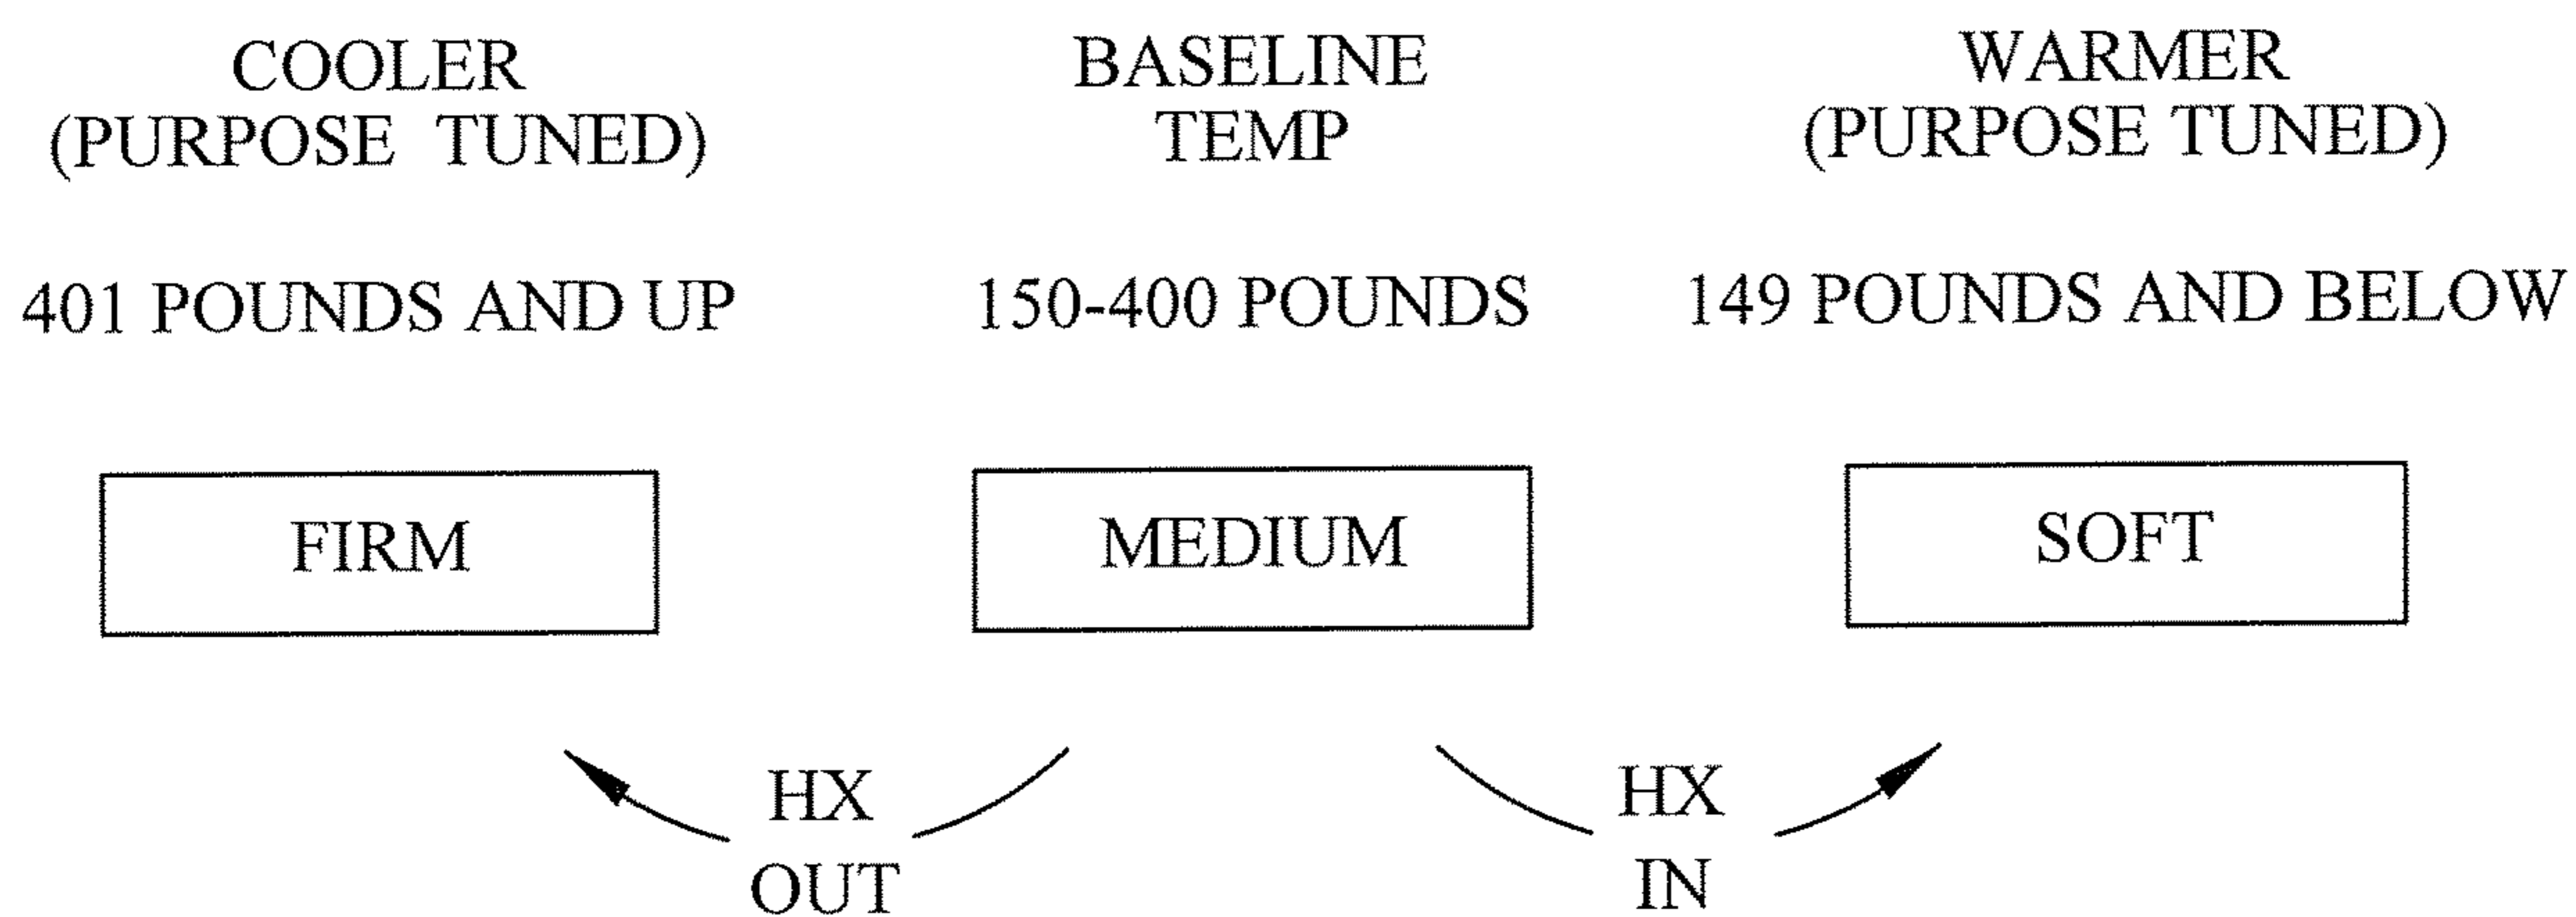 COOLER
(PURPOSE TUNED)
BASELINE
TEMP
WARMER
(PURPOSE TUNED)
401 POUNDS AND UP
150-400 POUNDS
149 POUNDS AND BELOW
FIRM
MEDIUM
SOFT
HX
OUT
HX
IN